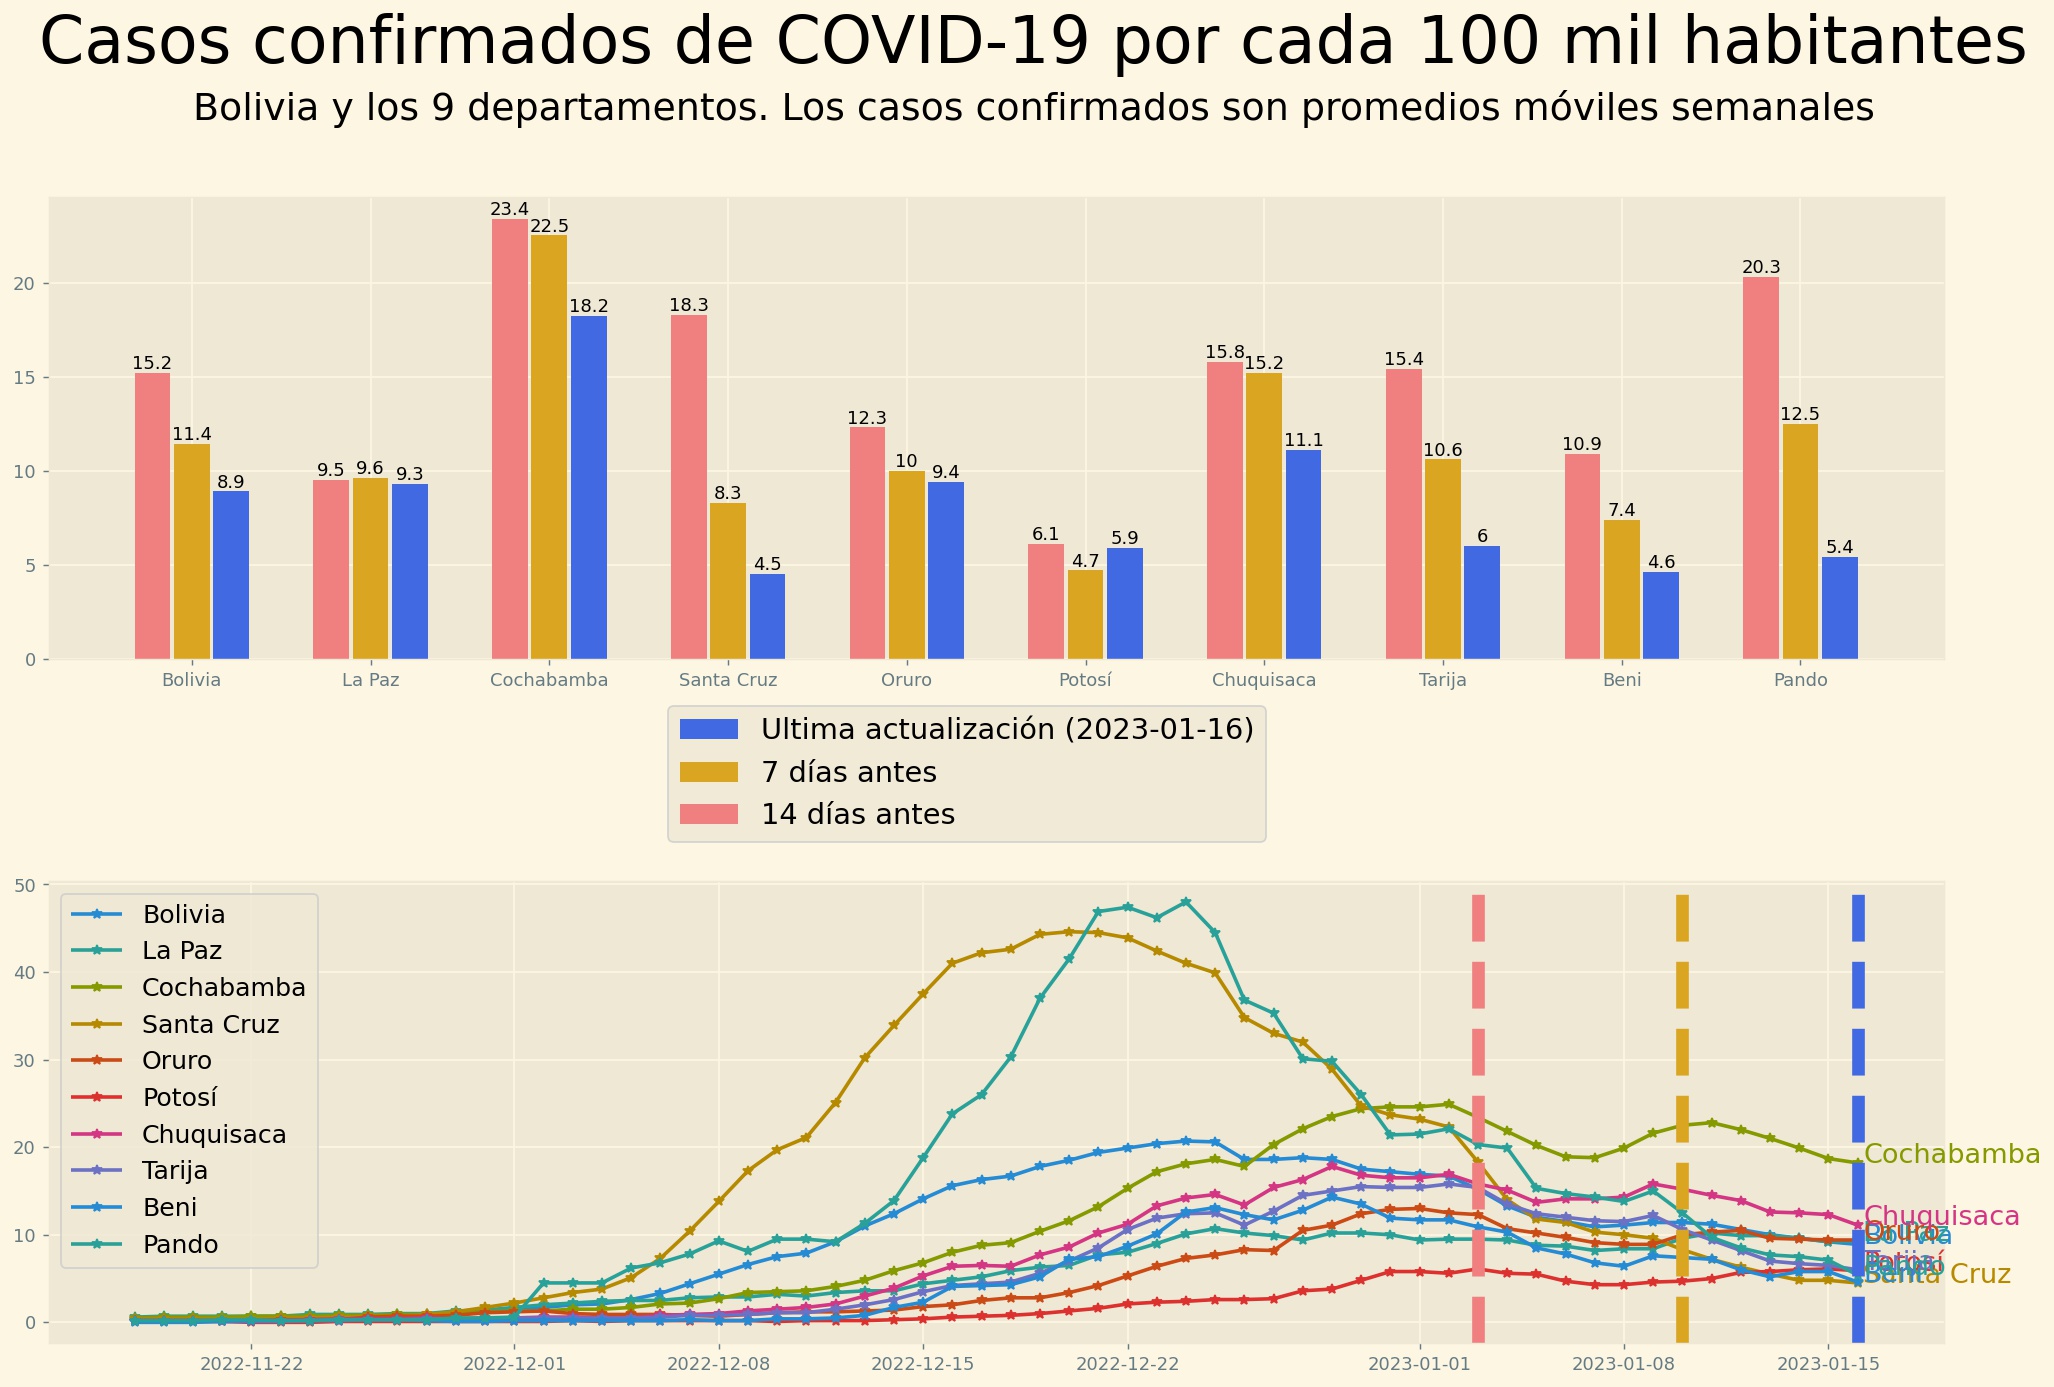 Casos confirmados de COVID-19 por cada 100 mil habitantes
Bolivia y los 9 departamentos. Los casos confirmados son promedios móviles semanales
20
15
10
5
0
15.2
11.4
8.9
9.5
9.6
9.3
23.4
22.5
18.2
18.3
8.3
4.5
12.3
10
9.4
6.1
4.7
5.9
15.8
15.2
11.1
15.4
10.6
6
10.9
7.4
4.6
20.3
12.5
5.4
Bolivia
La Paz
Cochabamba
Santa Cruz
Oruro
Potosí
Chuquisaca
Tarija
Beni
Pando
Ultima actualización (2023-01-16)
7 días antes
14 días antes
50
40
30
20
10
0
Bolivia
La Paz
Cochabamba
Santa Cruz
Oruro
Potosí
Chuquisaca
Tarija
Beni
Pando
Cochabamba
Chuquisaca
Bolivia
Santa Cruz
2022-11-22
2022-12-01
2022-12-08
2022-12-15
2022-12-22
2023-01-01
2023-01-08
2023-01-15